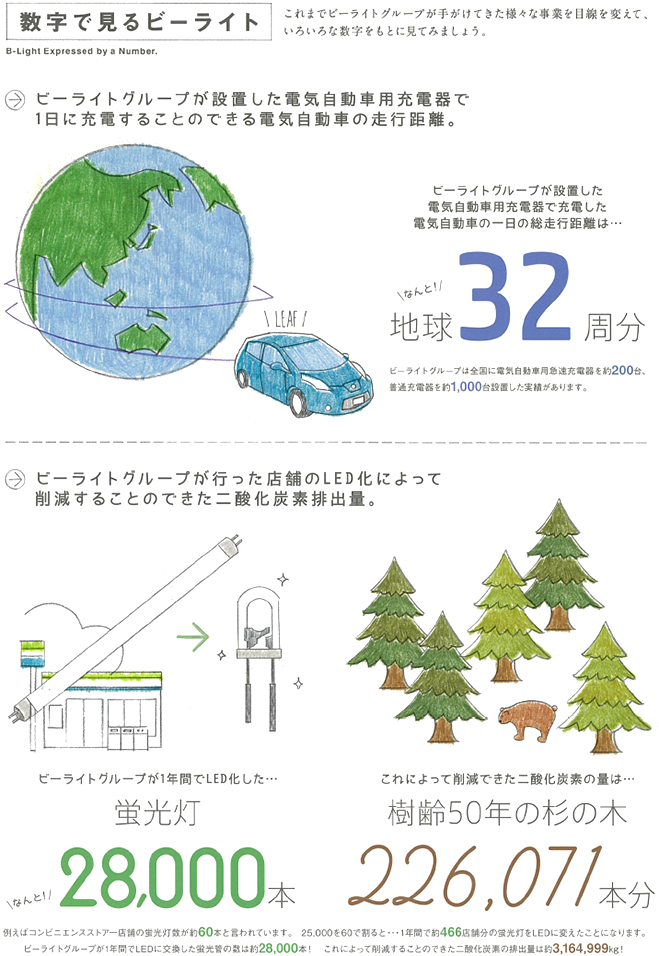 数字で見るビーライト
これまでビーライトグループが手がけてきた様々な事業を目線を変えて、
いろいろな数字をもとに見てみましょう。
B-Light Expressed by a Number.
ビーライトグループが設置した電気自動車用充電器で
1日に充電することのできる電気自動車の走行距離。
ビーライトグループが設置した
電気自動車用充電器で充電した
電気自動車の一日の総走行距離は…
なんと!
地球32周分
LEAF
ビーライトグループは全国に電気自動車用急速充電器を約200台、
普通充電器を約1,000台設置した実績があります。
ビーライトグループが行った店舗のLED化によって
削減することのできた二酸化炭素排出量。
ビーライトグループが1年間でLED化した…
蛍光灯
なんと!
28,000本
これによって削減できた二酸化炭素の量は…
樹齢50年の杉の木
226,071本分
例えばコンビニエンスストアー店舗の蛍光灯数が約60本と言われています。 25,000を60で割ると・・・1年間で約466店舗分の蛍光灯をLEDに変えたことになります。
ビーライトグループが1年間でLEDに交換した蛍光管の数は約28,000本! これによって削減することのできた二酸化炭素の排出量は約3,164,999kg!